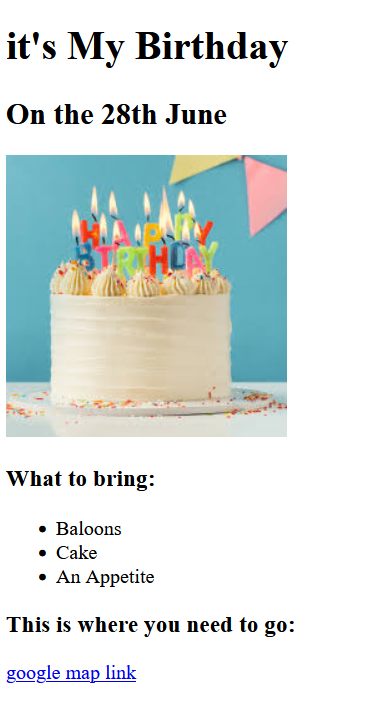 it's My Birthday
On the 28th June
HAPPY
BIRTHDAY
What to bring:
Baloons
Cake
An Appetite
This is where you need to go:
google map link